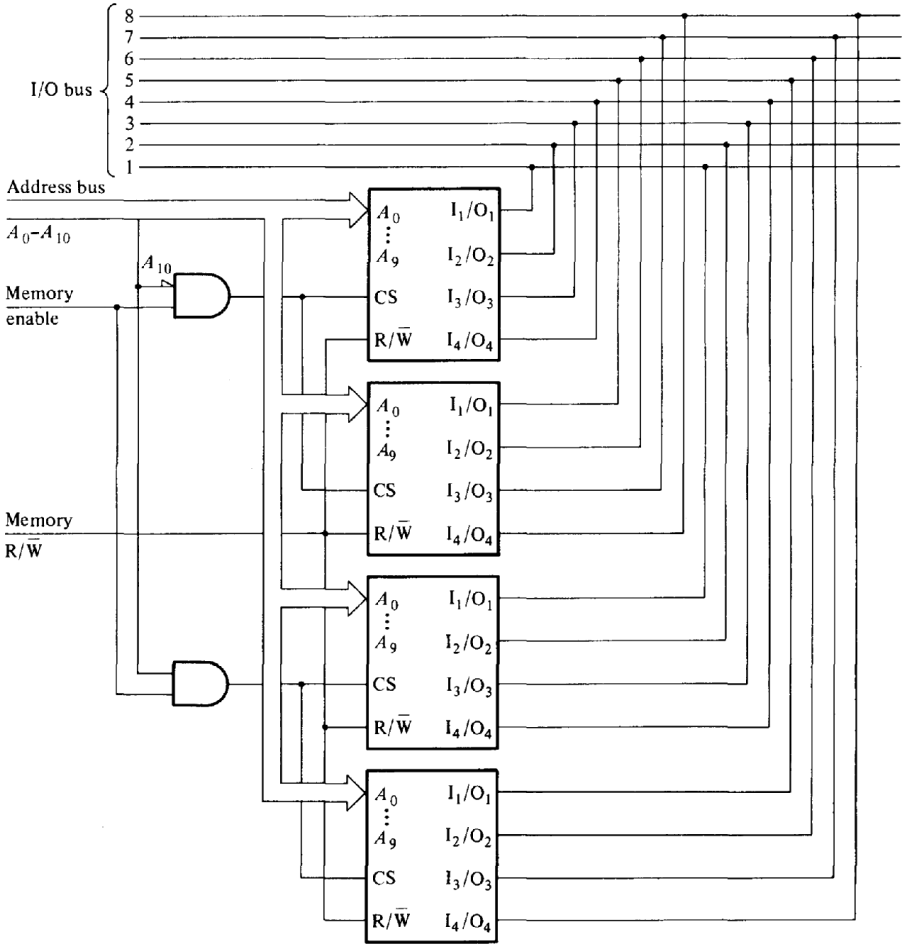 8
7
6
I/O bus
5
4
3
2
1
Address bus
A₀–A₁₀
A₁₀
Memory
enable
Memory
R/W̅
A₀ I₁/O₁
⋮
A₉ I₂/O₂
CS I₃/O₃
R/W̅ I₄/O₄
A₀ I₁/O₁
⋮
A₉ I₂/O₂
CS I₃/O₃
R/W̅ I₄/O₄
A₀ I₁/O₁
⋮
A₉ I₂/O₂
CS I₃/O₃
R/W̅ I₄/O₄
A₀ I₁/O₁
⋮
A₉ I₂/O₂
CS I₃/O₃
R/W̅ I₄/O₄